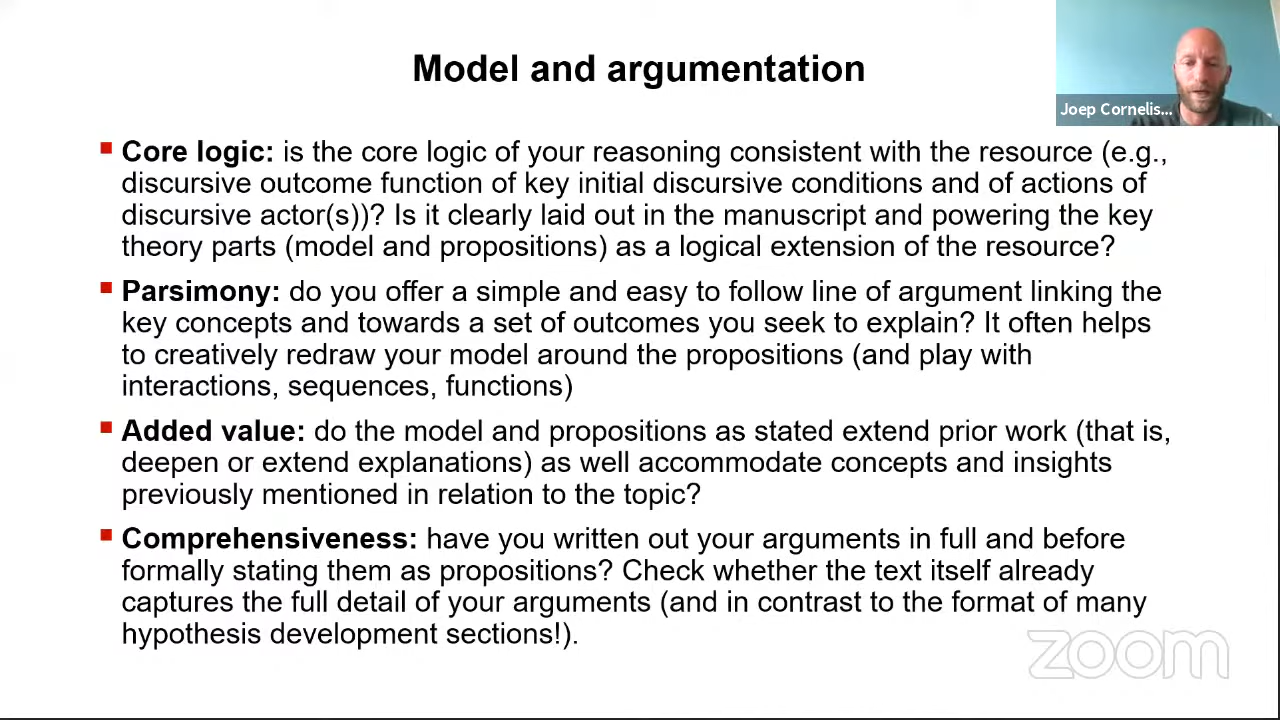 Model and argumentation
Joep Cornelis...
Core logic: is the core logic of your reasoning consistent with the resource (e.g.,
discursive outcome function of key initial discursive conditions and of actions of
discursive actor(s))? Is it clearly laid out in the manuscript and powering the key
theory parts (model and propositions) as a logical extension of the resource?
Parsimony: do you offer a simple and easy to follow line of argument linking the
key concepts and towards a set of outcomes you seek to explain? It often helps
to creatively redraw your model around the propositions (and play with
interactions, sequences, functions)
Added value: do the model and propositions as stated extend prior work (that is,
deepen or extend explanations) as well accommodate concepts and insights
previously mentioned in relation to the topic?
Comprehensiveness: have you written out your arguments in full and before
formally stating them as propositions? Check whether the text itself already
captures the full detail of your arguments (and in contrast to the format of many
hypothesis development sections!).
zoom